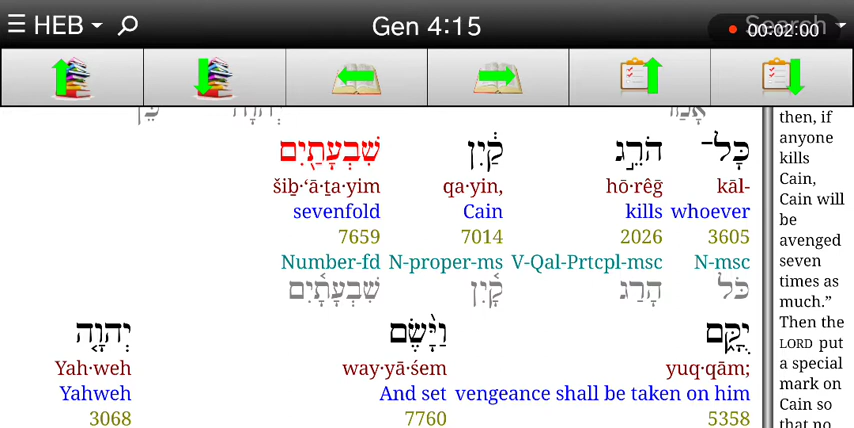 ☰ HEB Gen 4:15 Search 00:02:00
כָּל־ הֹרֵ֣ג קַ֔יִן שִׁבְעָתַ֖יִם
kāl- hō·rêḡ qa·yin, šiḇ·‘ā·ṯa·yim
whoever kills Cain sevenfold
3605 2026 7014 7659
N-msc V-Qal-Prtcpl-msc N-proper-ms Number-fd
כֹּל הָרַג קַ֫יִן
יֻקָּ֑ם וַיָּ֨שֶׂם יְהוָ֤ה
yuq·qām; way·yā·śem Yah·weh
vengeance shall be taken on him And set Yahweh
5358 7760 3068
then, if
anyone
kills
Cain,
Cain will
be
avenged
seven
times as
much.”
Then the
LORD put
a special
mark on
Cain so
that no